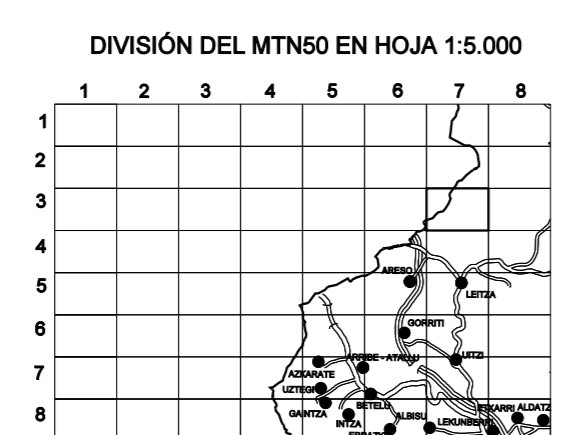 DIVISIÓN DEL MTN50 EN HOJA 1:5.000
1 2 3 4 5 6 7 8
1
2
3
4
ARESO
5
LEITZA
6
GORRITI
ARRIBE - ATALLU
UITZI
7
AZKARATE
UZTEGI
BETELU
ETXARRI ALDATZ
8
GAINTZA
ALBISU
INTZA
LEKUNBERRI